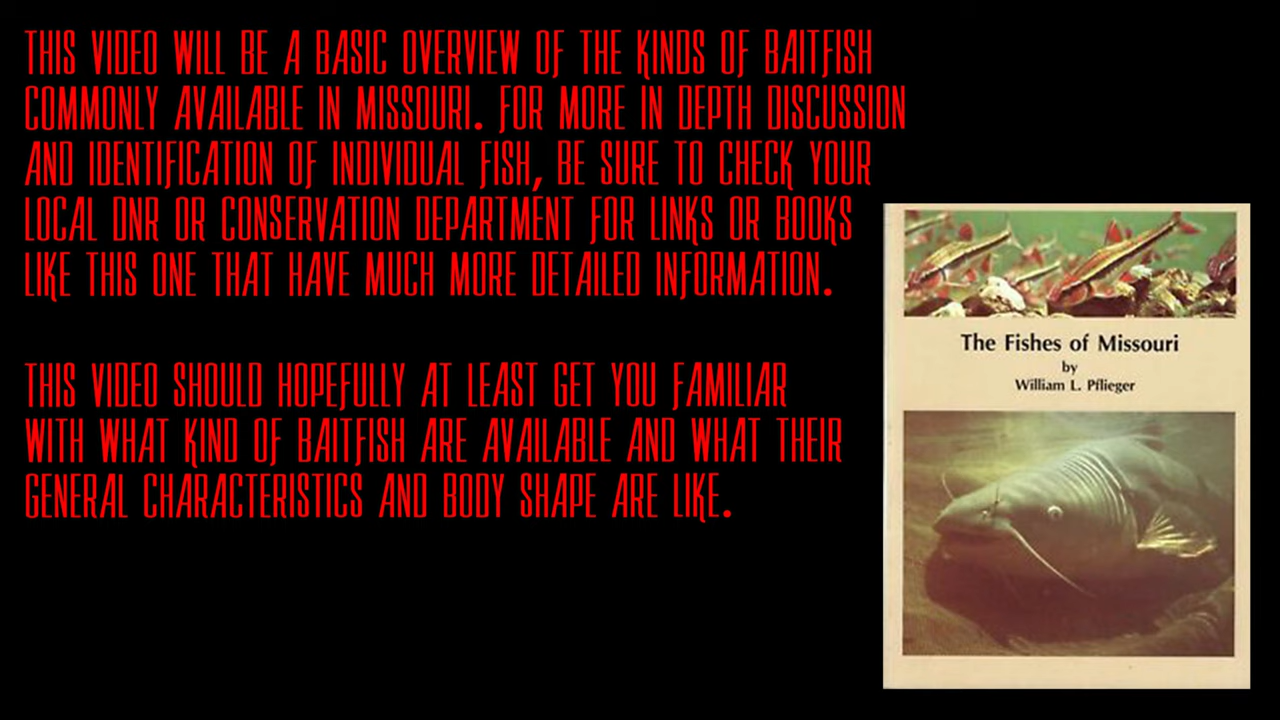 THIS VIDEO WILL BE A BASIC OVERVIEW OF THE KINDS OF BAITFISH
COMMONLY AVAILABLE IN MISSOURI. FOR MORE IN DEPTH DISCUSSION
AND IDENTIFICATION OF INDIVIDUAL FISH, BE SURE TO CHECK YOUR
LOCAL DNR OR CONSERVATION DEPARTMENT FOR LINKS OR BOOKS
LIKE THIS ONE THAT HAVE MUCH MORE DETAILED INFORMATION.
THIS VIDEO SHOULD HOPEFULLY AT LEAST GET YOU FAMILIAR
WITH WHAT KIND OF BAITFISH ARE AVAILABLE AND WHAT THEIR
GENERAL CHARACTERISTICS AND BODY SHAPE ARE LIKE.
The Fishes of Missouri
by
William L. Pflieger